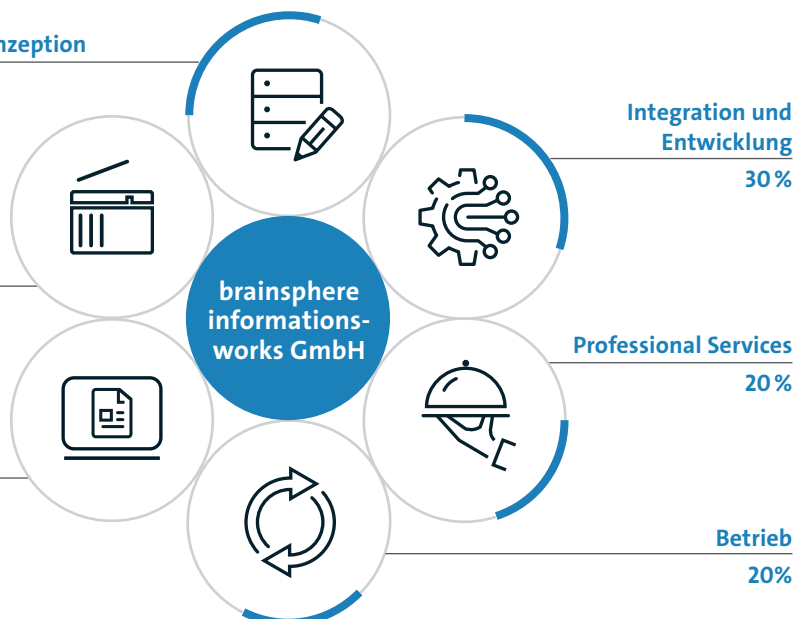 nzeption
Integration und
Entwicklung
30 %
brainsphere
informations-
works GmbH
Professional Services
20 %
Betrieb
20%